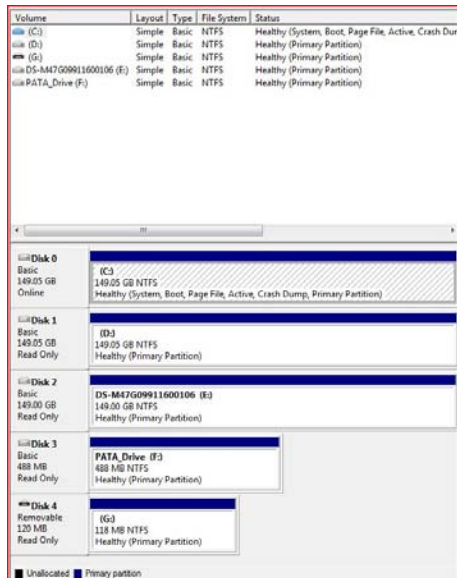 Volume Layout Type File System Status
(C:) Simple Basic NTFS Healthy (System, Boot, Page File, Active, Crash Dur
(D:) Simple Basic NTFS Healthy (Primary Partition)
(G:) Simple Basic NTFS Healthy (Primary Partition)
DS-M47G09911600106 (E:) Simple Basic NTFS Healthy (Primary Partition)
PATA_Drive (F:) Simple Basic NTFS Healthy (Primary Partition)
Disk 0
Basic
149.05 GB
Online
(C:)
149.05 GB NTFS
Healthy (System, Boot, Page File, Active, Crash Dump, Primary Partition)
Disk 1
Basic
149.05 GB
Read Only
(D:)
149.05 GB NTFS
Healthy (Primary Partition)
Disk 2
Basic
149.00 GB
Read Only
DS-M47G09911600106 (E:)
149.00 GB NTFS
Healthy (Primary Partition)
Disk 3
Basic
488 MB
Read Only
PATA_Drive (F:)
488 MB NTFS
Healthy (Primary Partition)
Disk 4
Removable
120 MB
Read Only
(G:)
118 MB NTFS
Healthy (Primary Partition)
Unallocated Primary partition